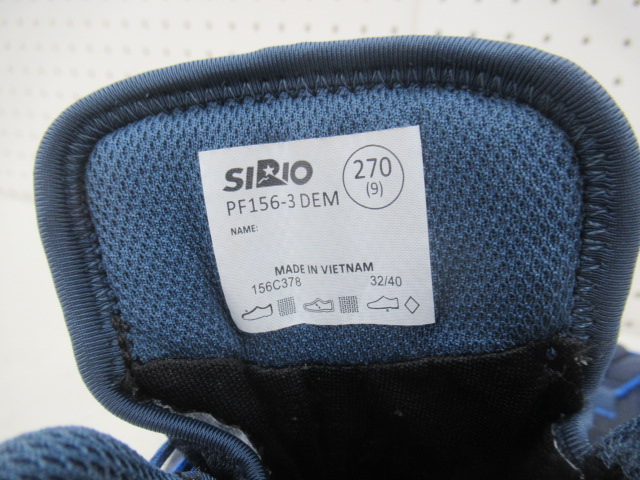 SIRIO
270
(9)
PF156-3 DEM
NAME:
MADE IN VIETNAM
156C378 32/40